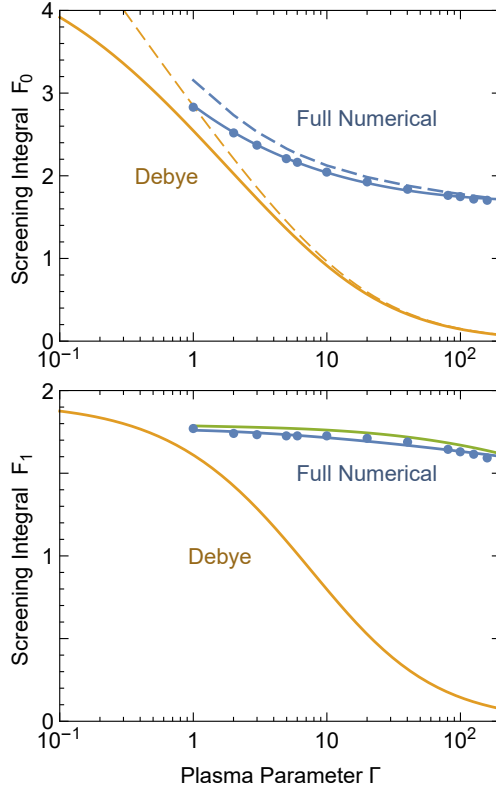 4
3
2
1
0
Screening Integral F₀
Full Numerical
Debye
10⁻¹
1
10
10²
2
1
0
Screening Integral F₁
Full Numerical
Debye
10⁻¹
1
10
10²
Plasma Parameter Γ